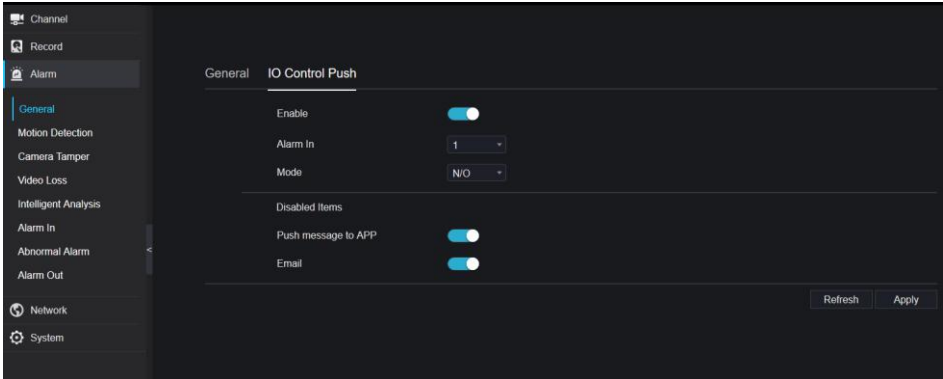 Channel
Record
Alarm
General
Motion Detection
Camera Tamper
Video Loss
Intelligent Analysis
Alarm In
Abnormal Alarm
Alarm Out
Network
System
<
General IO Control Push
Enable
Alarm In 1
Mode N/O
Disabled Items
Push message to APP
Email
Refresh Apply